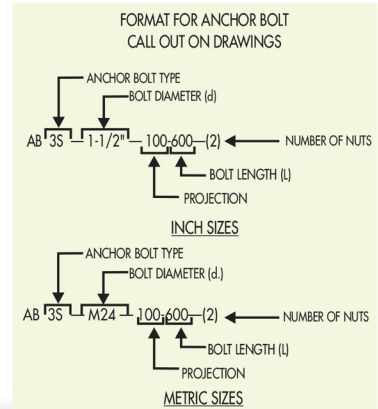 FORMAT FOR ANCHOR BOLT
CALL OUT ON DRAWINGS
ANCHOR BOLT TYPE
BOLT DIAMETER (d)
AB 3S – 1-1/2" – 100-600–(2)
NUMBER OF NUTS
BOLT LENGTH (L)
PROJECTION
INCH SIZES
ANCHOR BOLT TYPE
BOLT DIAMETER (d.)
AB 3S – M24 – 100-600–(2)
NUMBER OF NUTS
BOLT LENGTH (L)
PROJECTION
METRIC SIZES